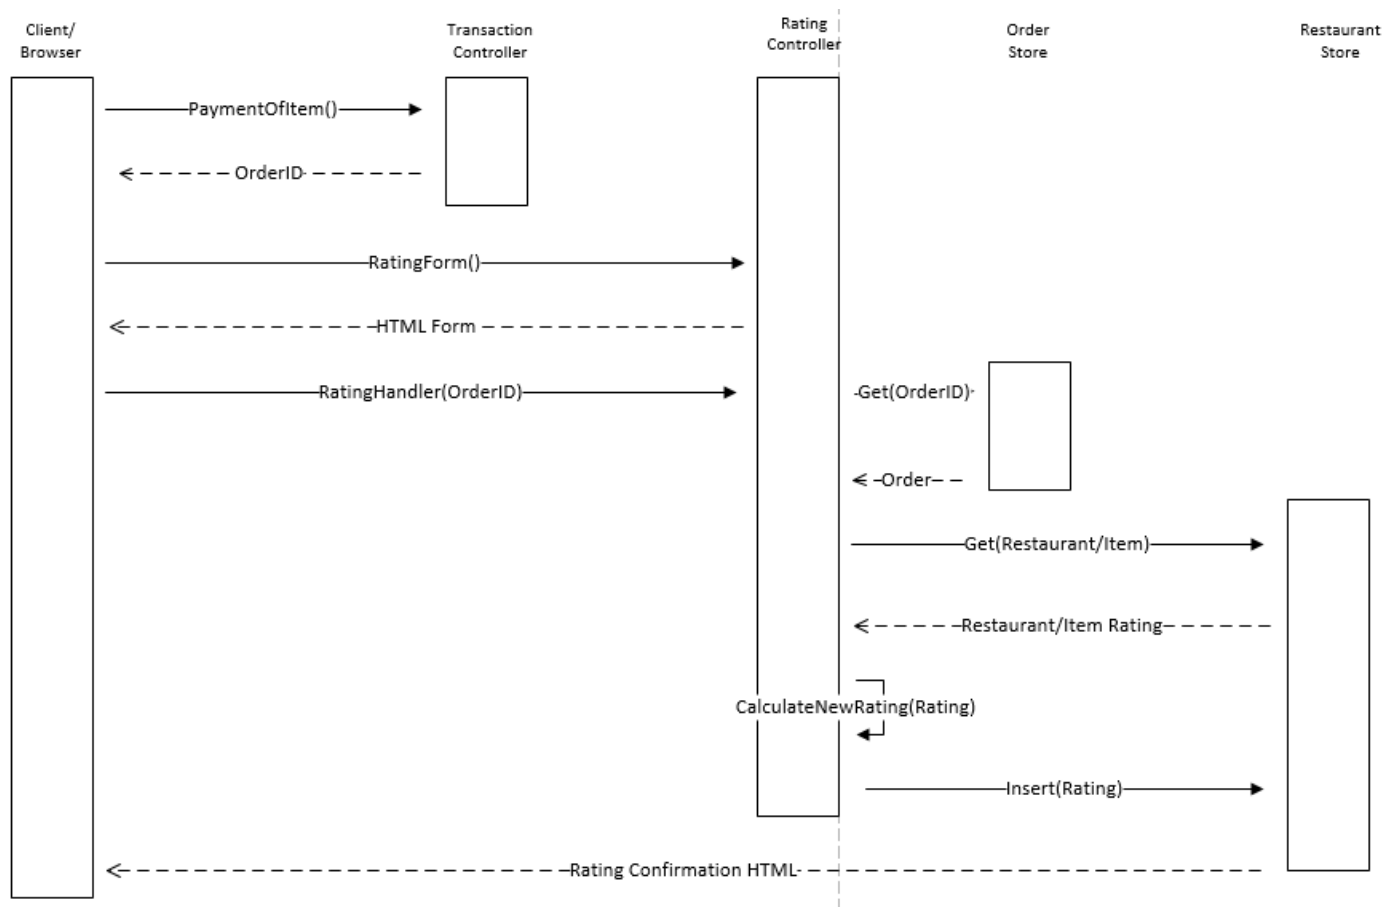 Client/
Browser
Transaction
Controller
Rating
Controller
Order
Store
Restaurant
Store
PaymentOfItem()
OrderID
RatingForm()
HTML Form
RatingHandler(OrderID)
Get(OrderID)
Order
Get(Restaurant/Item)
Restaurant/Item Rating
CalculateNewRating(Rating)
Insert(Rating)
Rating Confirmation HTML